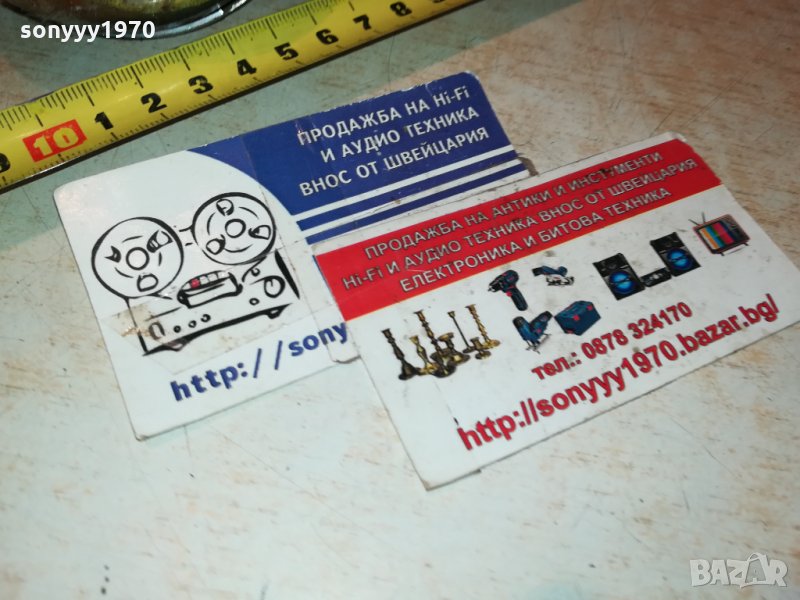 sonyyy1970
10 1 2 3 4 5 6 7 8 9
ПРОДАЖБА НА Hi-Fi
И АУДИО ТЕХНИКА
ВНОС ОТ ШВЕЙЦАРИЯ
http://sony
ПРОДАЖБА НА АНТИКИ И ИНСТРУМЕНТИ
Hi-Fi И АУДИО ТЕХНИКА ВНОС ОТ ШВЕЙЦАРИЯ
ЕЛЕКТРОНИКА И БИТОВА ТЕХНИКА
тел.: 0878 324170
http://sonyyy1970.bazar.bg/
BAZAR